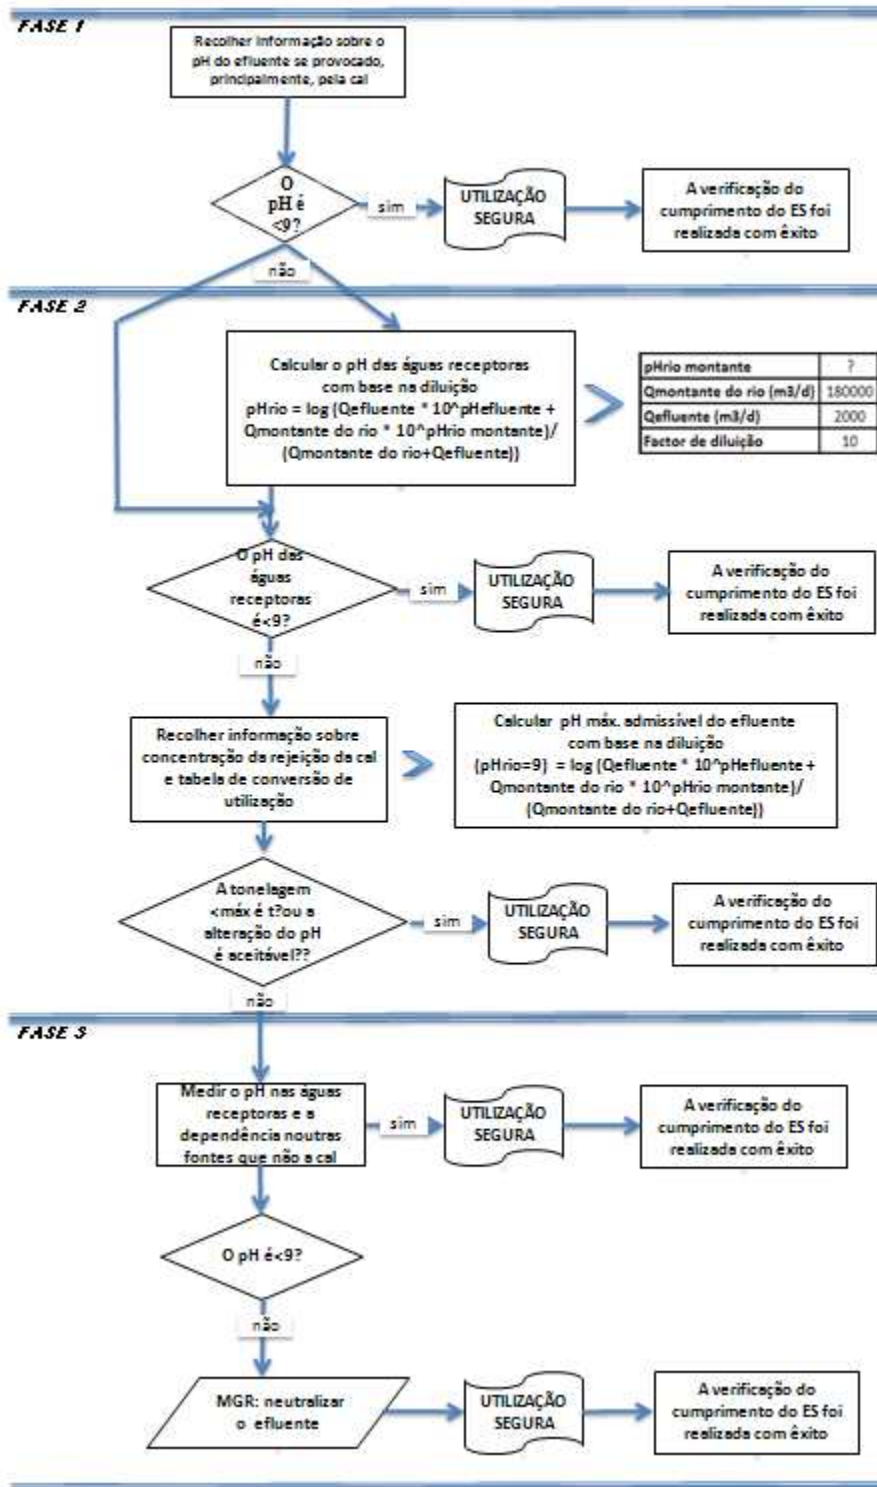 FASE 1
Recolher informação sobre o
pH do efluente se provocado,
principalmente, pela cal
O
pH é
<9?
sim
UTILIZAÇÃO
SEGURA
A verificação do
cumprimento do ES foi
realizada com êxito
não
FASE 2
Calcular o pH das águas receptoras
com base na diluição
pHrio = log (Qefluente * 10^pHefluente +
Qmontante do rio * 10^pHrio montante)/
(Qmontante do rio+Qefluente))
pHrio montante ?
Qmontante do rio (m3/d) 180000
Qefluente (m3/d) 2000
Factor de diluição 10
O pH das
águas
receptoras
é<9?
sim
UTILIZAÇÃO
SEGURA
A verificação do
cumprimento do ES foi
realizada com êxito
não
Recolher informação sobre
concentração da rejeição da cal
e tabela de conversão de
utilização
Calcular pH máx. admissível do efluente
com base na diluição
(pHrio=9) = log (Qefluente * 10^pHefluente +
Qmontante do rio * 10^pHrio montante)/
(Qmontante do rio+Qefluente))
A tonelagem
<máx é t?ou a
alteração do pH
é aceitável??
sim
UTILIZAÇÃO
SEGURA
A verificação do
cumprimento do ES foi
realizada com êxito
não
FASE 3
Medir o pH nas águas
receptoras e a
dependência noutras
fontes que não a cal
sim
UTILIZAÇÃO
SEGURA
A verificação do
cumprimento do ES foi
realizada com êxito
O pH é<9?
não
MGR: neutralizar
o efluente
UTILIZAÇÃO
SEGURA
A verificação do
cumprimento do ES foi
realizada com êxito